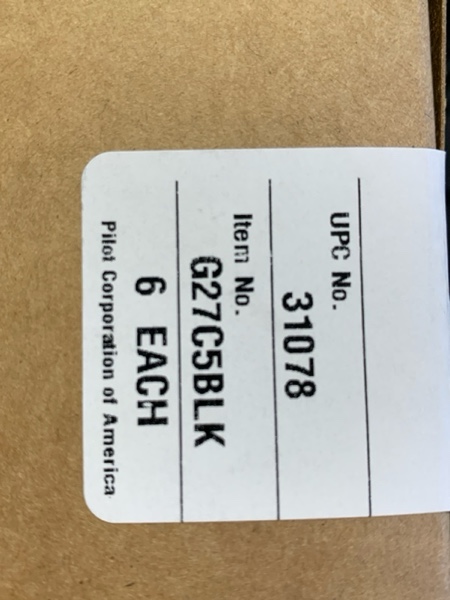 UPC No.
31078
Item No.
G27C5BLK
6 EACH
Pilot Corporation of America